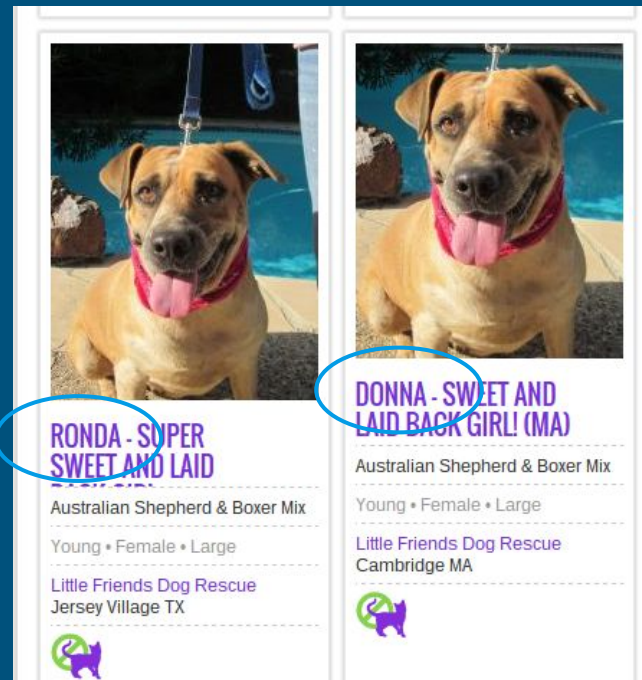 RONDA - SUPER
SWEET AND LAID
BACK GIRL
Australian Shepherd & Boxer Mix
Young • Female • Large
Little Friends Dog Rescue
Jersey Village TX
DONNA - SWEET AND
LAID BACK GIRL! (MA)
Australian Shepherd & Boxer Mix
Young • Female • Large
Little Friends Dog Rescue
Cambridge MA